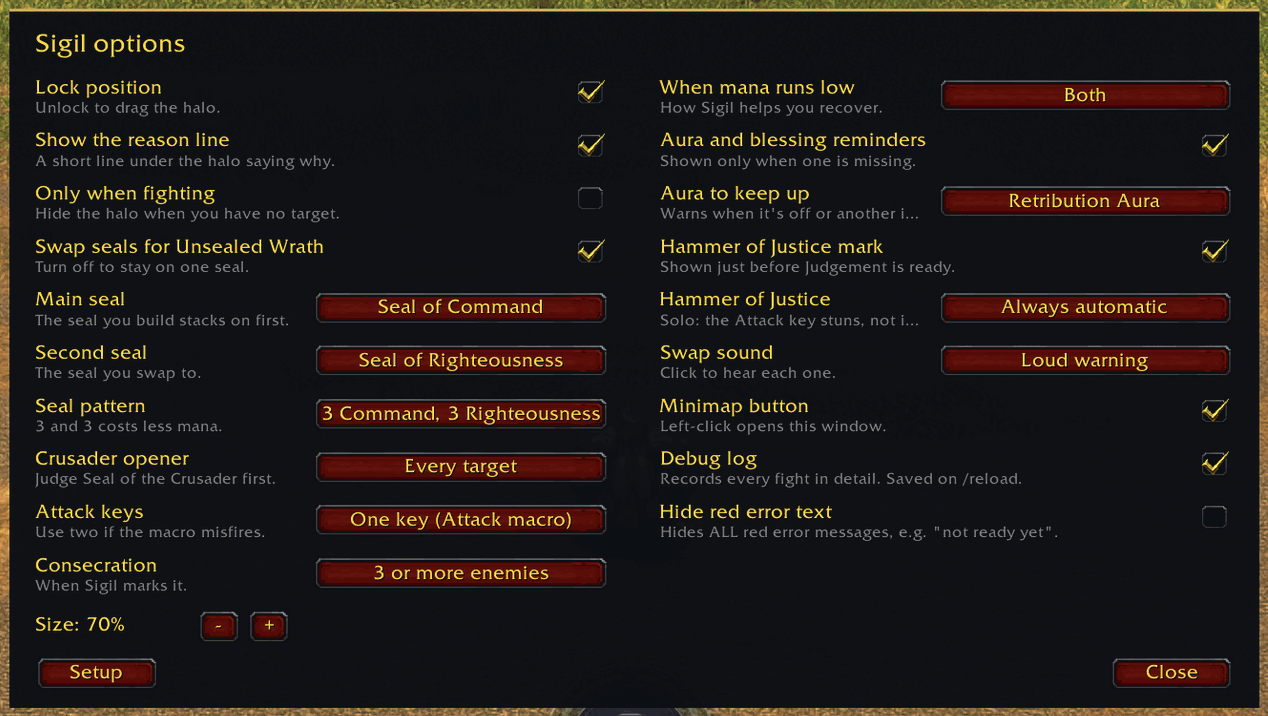 Sigil options
Lock position
Unlock to drag the halo.
Show the reason line
A short line under the halo saying why.
Only when fighting
Hide the halo when you have no target.
Swap seals for Unsealed Wrath
Turn off to stay on one seal.
Main seal
The seal you build stacks on first.
Seal of Command
Second seal
The seal you swap to.
Seal of Righteousness
Seal pattern
3 and 3 costs less mana.
3 Command, 3 Righteousness
Crusader opener
Judge Seal of the Crusader first.
Every target
Attack keys
Use two if the macro misfires.
One key (Attack macro)
Consecration
When Sigil marks it.
3 or more enemies
Size: 70%
-
+
Setup
When mana runs low
How Sigil helps you recover.
Both
Aura and blessing reminders
Shown only when one is missing.
Aura to keep up
Warns when it's off or another i...
Retribution Aura
Hammer of Justice mark
Shown just before Judgement is ready.
Hammer of Justice
Solo: the Attack key stuns, not i...
Always automatic
Swap sound
Click to hear each one.
Loud warning
Minimap button
Left-click opens this window.
Debug log
Records every fight in detail. Saved on /reload.
Hide red error text
Hides ALL red error messages, e.g. "not ready yet".
Close